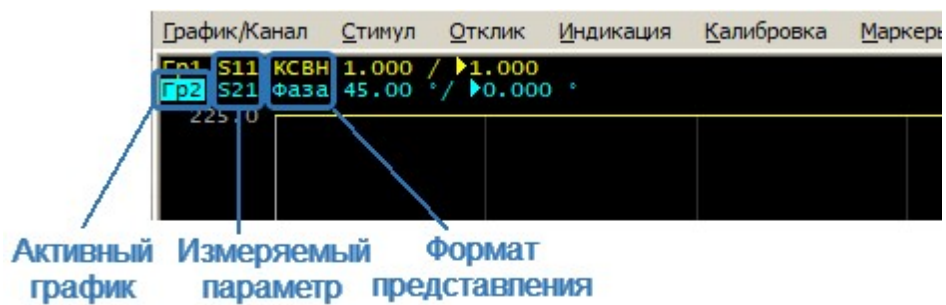 График/Канал Стимул Отклик Индикация Калибровка Маркеры
Гр1 S11 КСВН 1.000 / ▶1.000
Гр2 S21 Фаза 45.00 °/ ▶0.000 °
225.0
Активный график
Измеряемый параметр
Формат представления